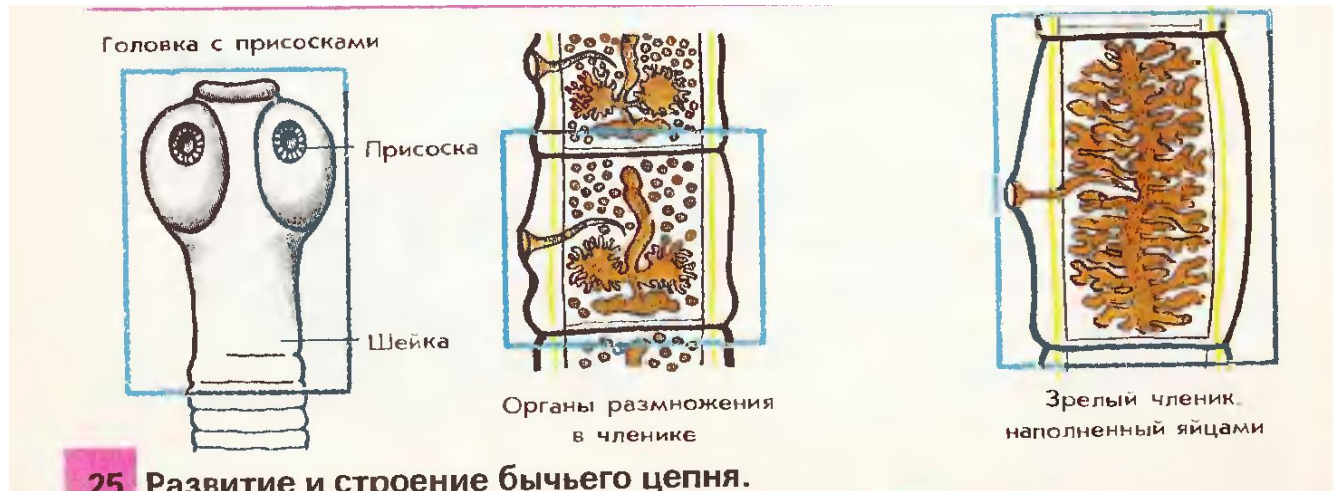 Головка с присосками
Присоска
Шейка
Органы размножения
в членике
Зрелый членик,
наполненный яйцами
25 Развитие и строение бычьего цепня.